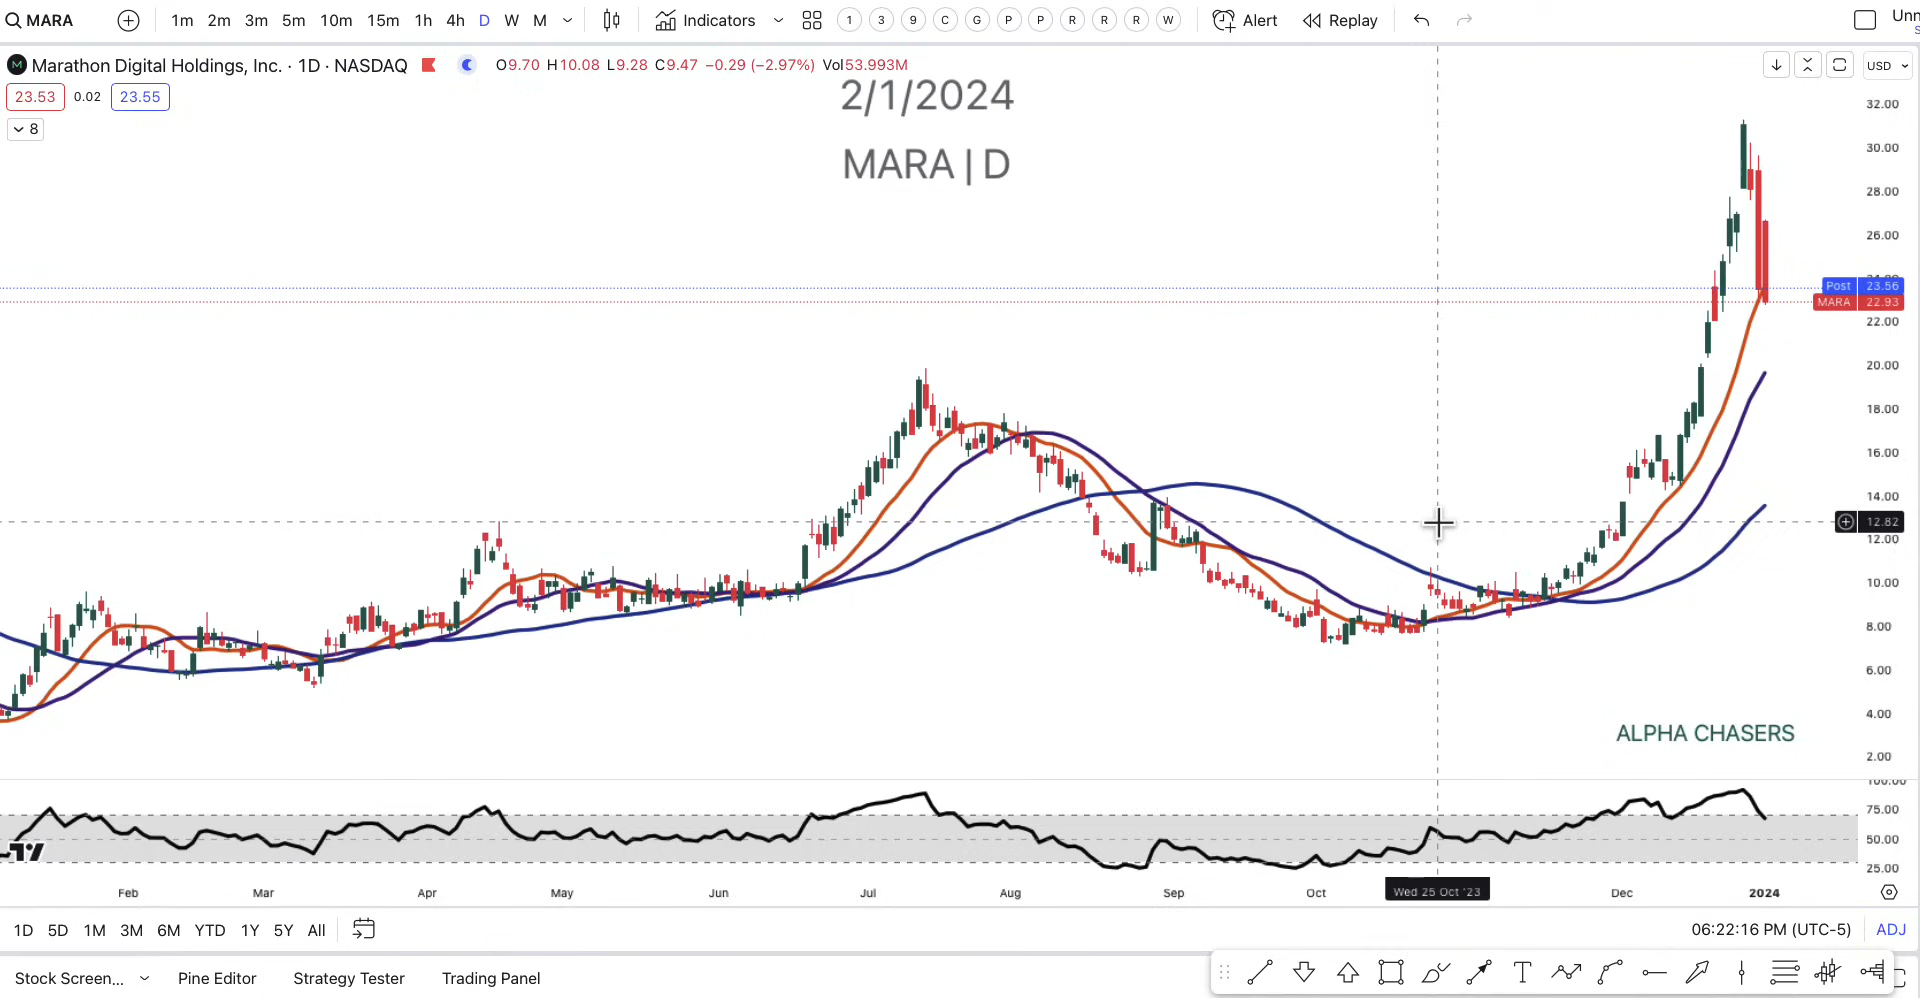 MARA 1m 2m 3m 5m 10m 15m 1h 4h D W M Indicators 1 3 9 C G P P R R R W Alert Replay Unn
Marathon Digital Holdings, Inc. · 1D · NASDAQ O9.70 H10.08 L9.28 C9.47 −0.29 (−2.97%) Vol53.993M USD
23.53 0.02 23.55
8
2/1/2024
MARA | D
32.00
30.00
28.00
26.00
Post 23.56
MARA 22.93
22.00
20.00
18.00
16.00
14.00
12.82
12.00
10.00
8.00
6.00
4.00
ALPHA CHASERS
2.00
100.00
75.00
50.00
25.00
Feb Mar Apr May Jun Jul Aug Sep Oct Wed 25 Oct '23 Dec 2024
1D 5D 1M 3M 6M YTD 1Y 5Y All 06:22:16 PM (UTC-5) ADJ
Stock Screen... Pine Editor Strategy Tester Trading Panel